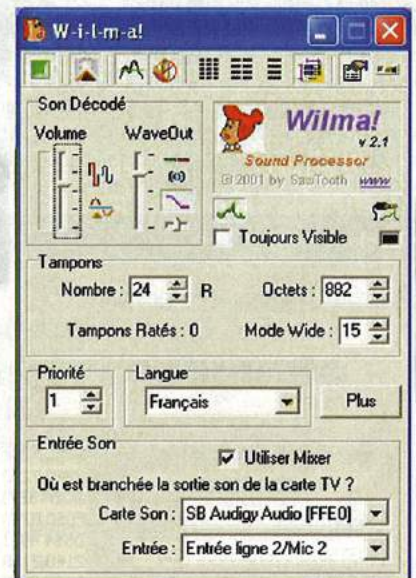 W-i-l-m-a!
Son Décodé
Volume WaveOut
Wilma!
v 2.1
Sound Processor
@ 2001 by SawTooth www
Toujours Visible
Tampons
Nombre : 24 R Octets : 882
Tampons Ratés : 0 Mode Wide : 15
Priorité Langue
1 Français Plus
Entrée Son
Utiliser Mixer
Où est branchée la sortie son de la carte TV ?
Carte Son : SB Audigy Audio [FFE0]
Entrée : Entrée ligne 2/Mic 2